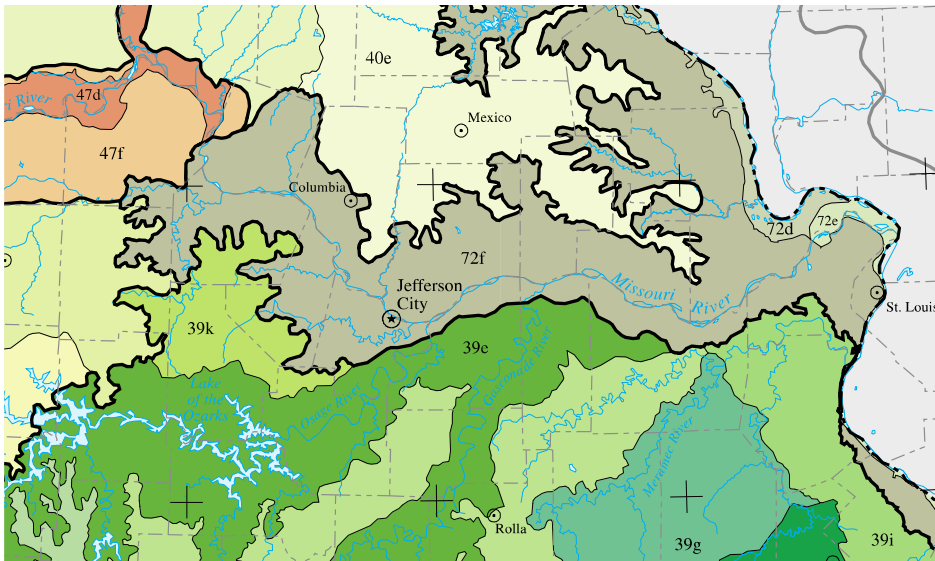 40e
47d
i River
Mexico
47f
Columbia
72d
72e
72f
Jefferson
City
Missouri River
St. Louis
39k
39e
Lake
of the
Ozarks
Osage River
Gasconade River
Meramec River
Rolla
39g
39i